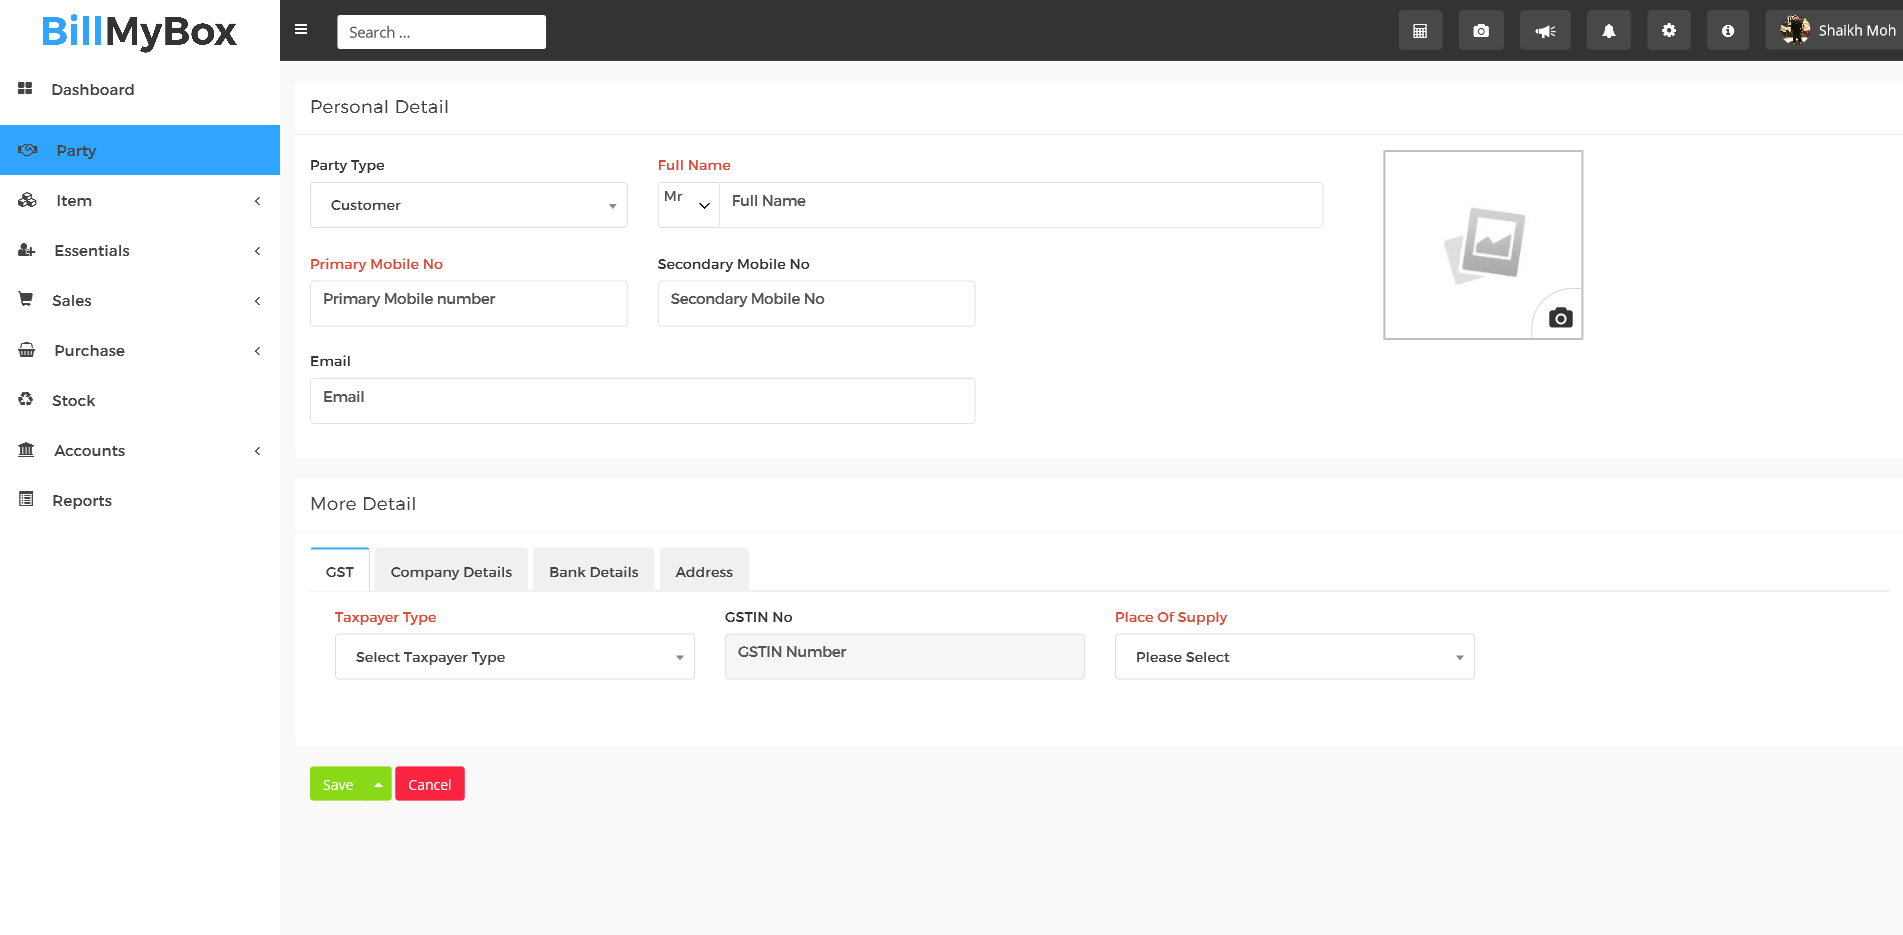 BillMyBox
Search ...
Shaikh Moh
Dashboard
Party
Item
Essentials
Sales
Purchase
Stock
Accounts
Reports
Personal Detail
Party Type
Full Name
Customer
Mr
Full Name
Primary Mobile No
Secondary Mobile No
Primary Mobile number
Secondary Mobile No
Email
Email
More Detail
GST
Company Details
Bank Details
Address
Taxpayer Type
GSTIN No
Place Of Supply
Select Taxpayer Type
GSTIN Number
Please Select
Save
Cancel